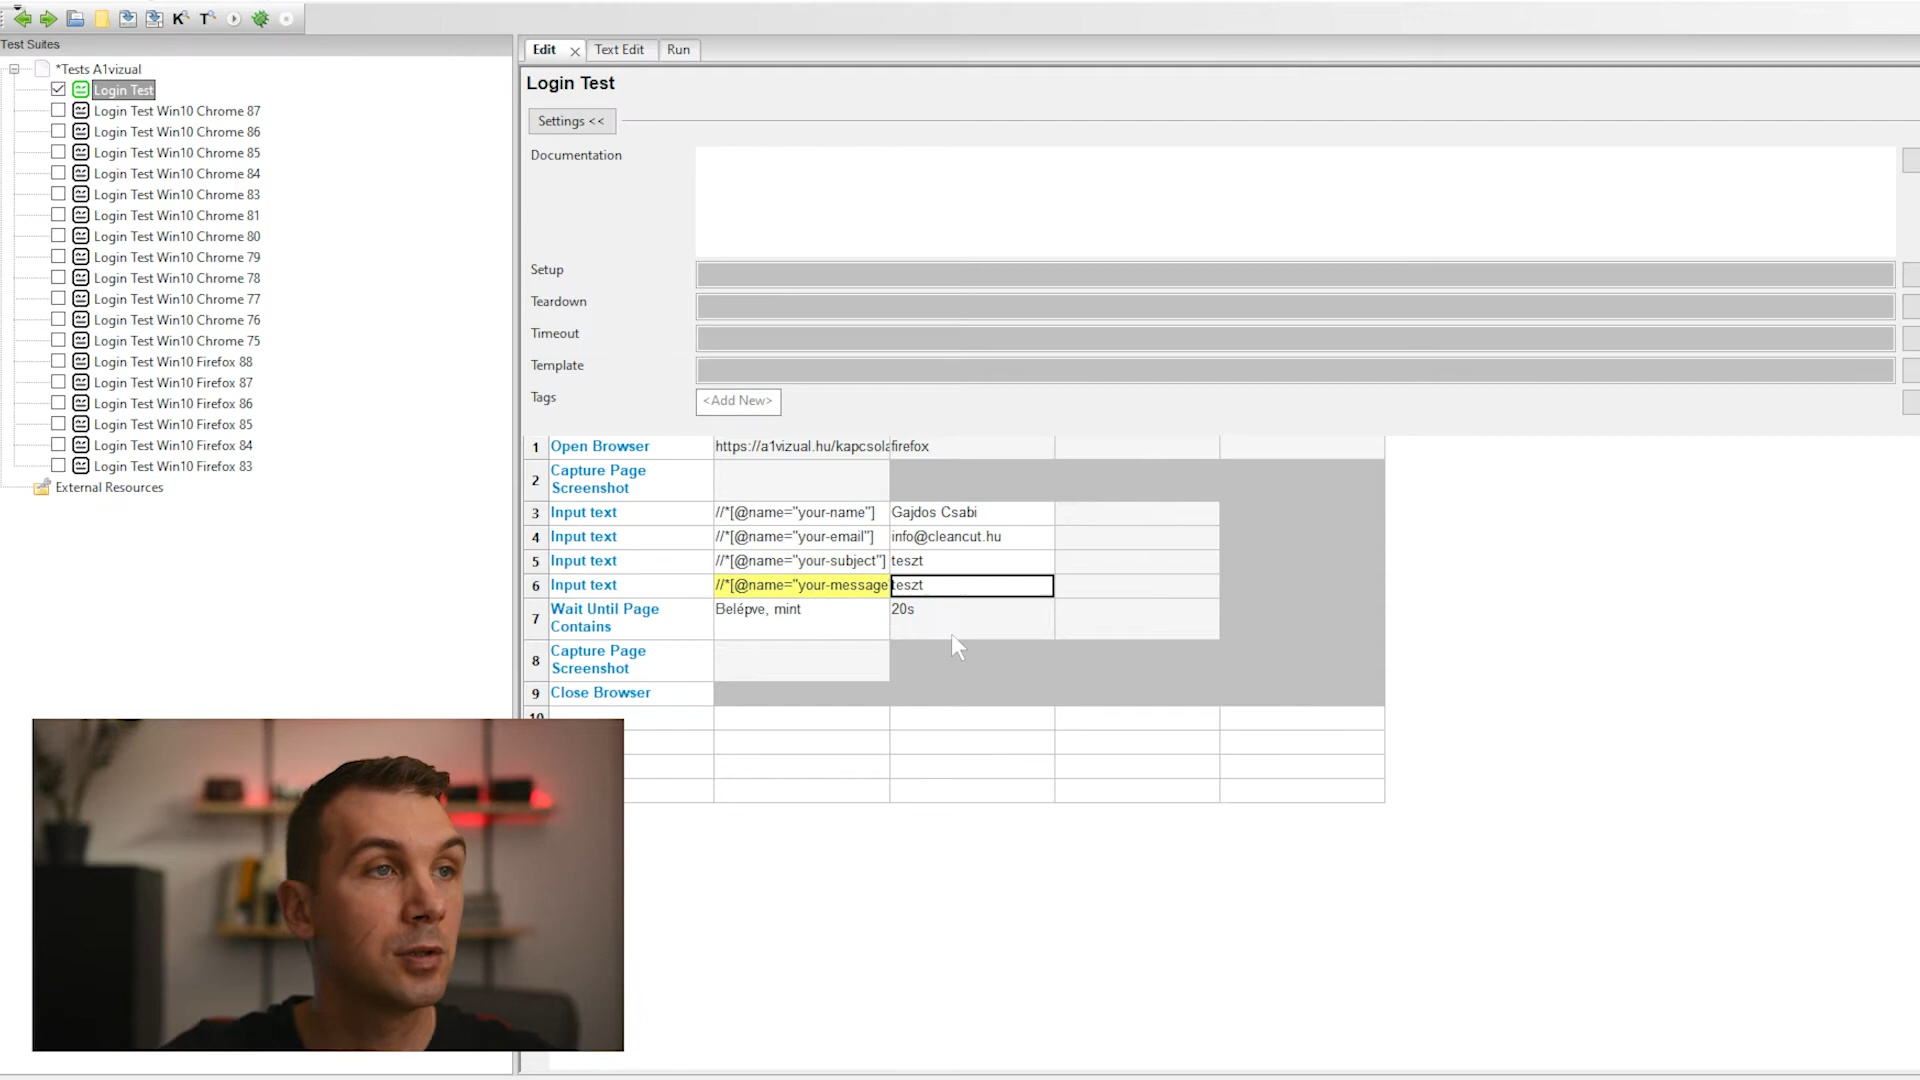 K T
Test Suites
*Tests A1vizual
Login Test
Login Test Win10 Chrome 87
Login Test Win10 Chrome 86
Login Test Win10 Chrome 85
Login Test Win10 Chrome 84
Login Test Win10 Chrome 83
Login Test Win10 Chrome 81
Login Test Win10 Chrome 80
Login Test Win10 Chrome 79
Login Test Win10 Chrome 78
Login Test Win10 Chrome 77
Login Test Win10 Chrome 76
Login Test Win10 Chrome 75
Login Test Win10 Firefox 88
Login Test Win10 Firefox 87
Login Test Win10 Firefox 86
Login Test Win10 Firefox 85
Login Test Win10 Firefox 84
Login Test Win10 Firefox 83
External Resources
Edit Text Edit Run
Login Test
Settings <<
Documentation
Setup
Teardown
Timeout
Template
Tags <Add New>
1 Open Browser https://a1vizual.hu/kapcsola firefox
2 Capture Page
Screenshot
3 Input text //*[@name="your-name"] Gajdos Csabi
4 Input text //*[@name="your-email"] info@cleancut.hu
5 Input text //*[@name="your-subject"] teszt
6 Input text //*[@name="your-message teszt
7 Wait Until Page Belépve, mint 20s
Contains
8 Capture Page
Screenshot
9 Close Browser
10